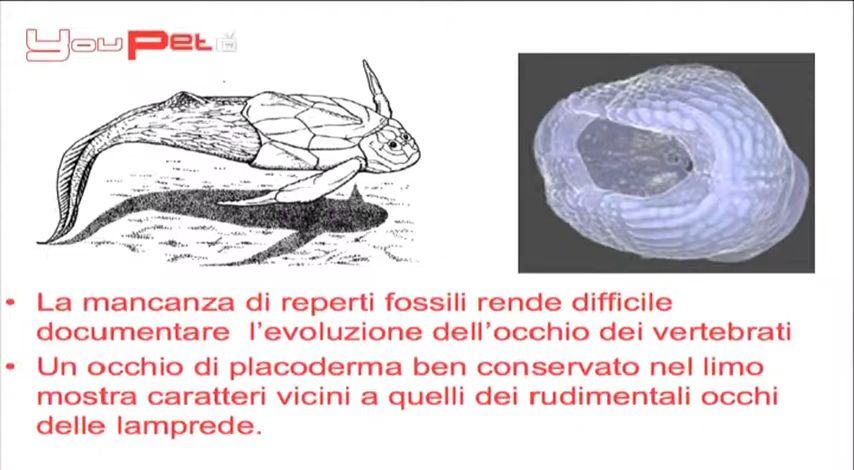 YouPet TV
• La mancanza di reperti fossili rende difficile
documentare l'evoluzione dell'occhio dei vertebrati
• Un occhio di placoderma ben conservato nel limo
mostra caratteri vicini a quelli dei rudimentali occhi
delle lamprede.